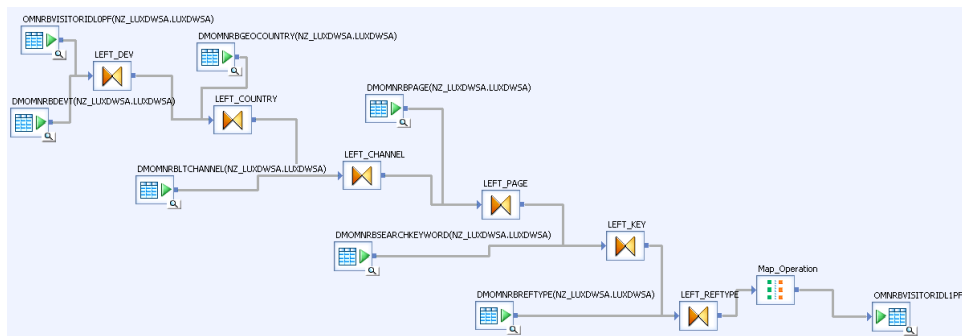 OMNRBVISITORIDL0PF(NZ_LUXDWSA.LUXDWSA)
DMOMNRBGEOCOUNTRY(NZ_LUXDWSA.LUXDWSA)
LEFT_DEV
DMOMNRBPAGE(NZ_LUXDWSA.LUXDWSA)
DMOMNRBDEVT(NZ_LUXDWSA.LUXDWSA)
LEFT_COUNTRY
LEFT_CHANNEL
DMOMNRBLTCHANNEL(NZ_LUXDWSA.LUXDWSA)
LEFT_PAGE
LEFT_KEY
DMOMNRBSEARCHKEYWORD(NZ_LUXDWSA.LUXDWSA)
Map_Operation
DMOMNRBREFTYPE(NZ_LUXDWSA.LUXDWSA)
LEFT_REFTYPE
OMNRBVISITORIDL1PF